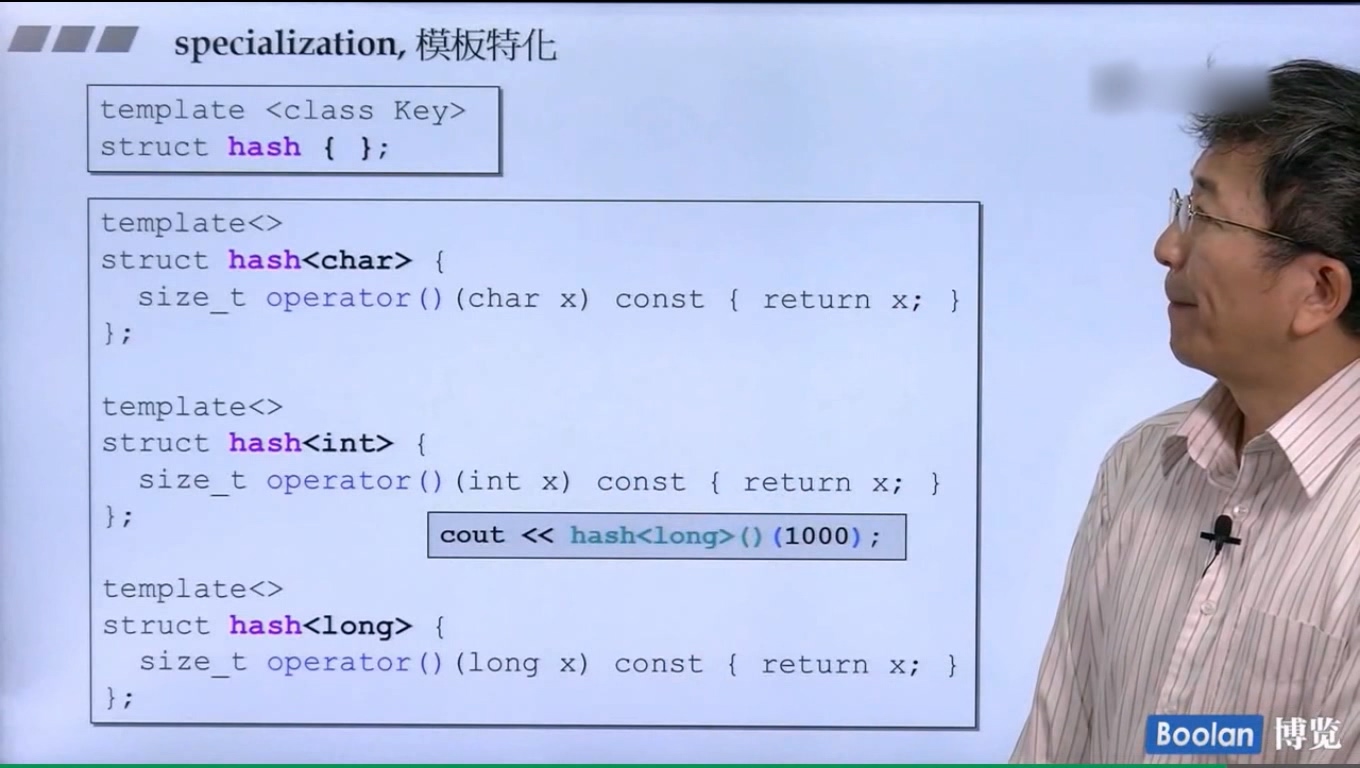 specialization, 模板特化
template <class Key>
struct hash { };
template<>
struct hash<char> {
size_t operator()(char x) const { return x; }
};
template<>
struct hash<int> {
size_t operator()(int x) const { return x; }
};
cout << hash<long>()(1000);
template<>
struct hash<long> {
size_t operator()(long x) const { return x; }
};
Boolan 博览